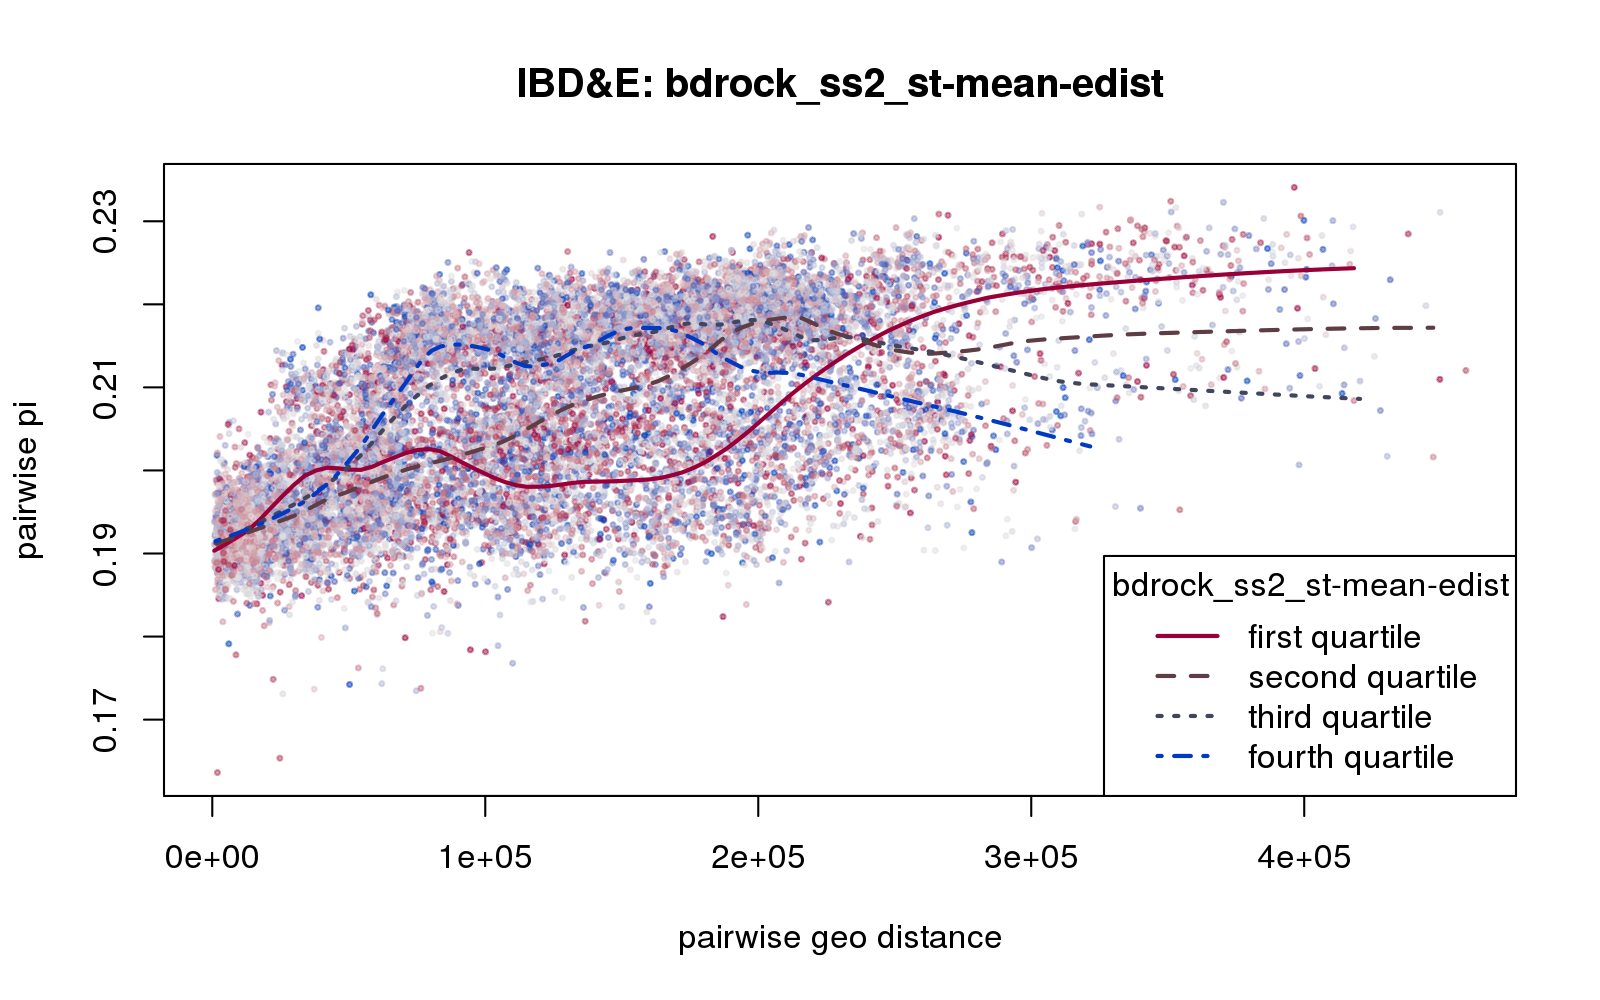 IBD&E: bdrock_ss2_st-mean-edist
pairwise pi
0.23
0.21
0.19
0.17
bdrock_ss2_st-mean-edist
first quartile
second quartile
third quartile
fourth quartile
0e+00 1e+05 2e+05 3e+05 4e+05
pairwise geo distance